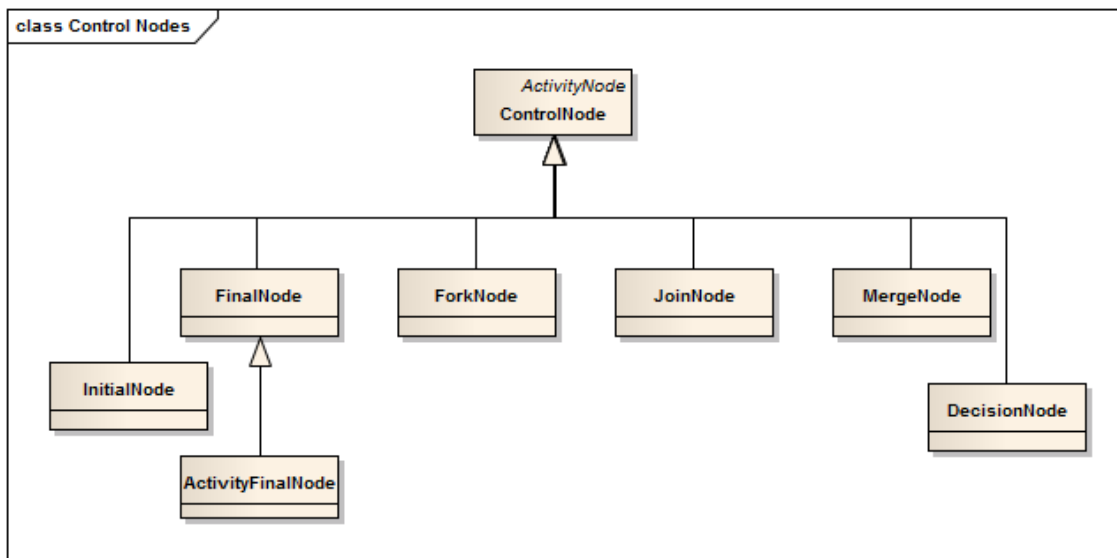 class Control Nodes
ActivityNode
ControlNode
FinalNode
ForkNode
JoinNode
MergeNode
InitialNode
DecisionNode
ActivityFinalNode